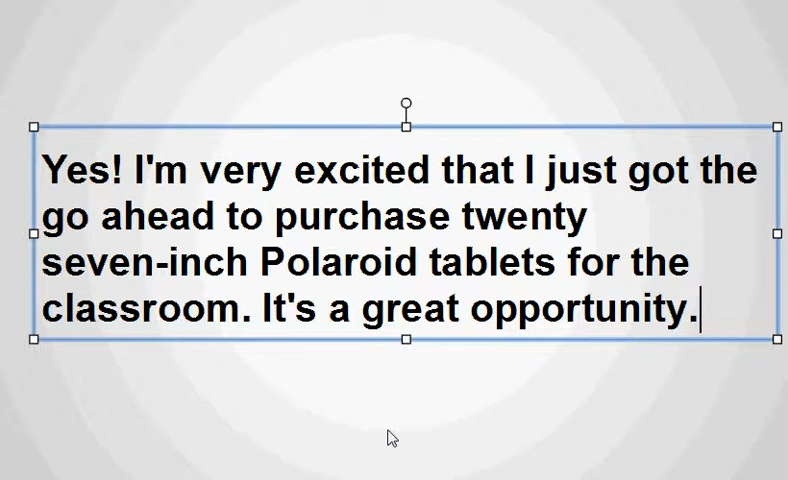 Yes! I'm very excited that I just got the
go ahead to purchase twenty
seven-inch Polaroid tablets for the
classroom. It's a great opportunity.